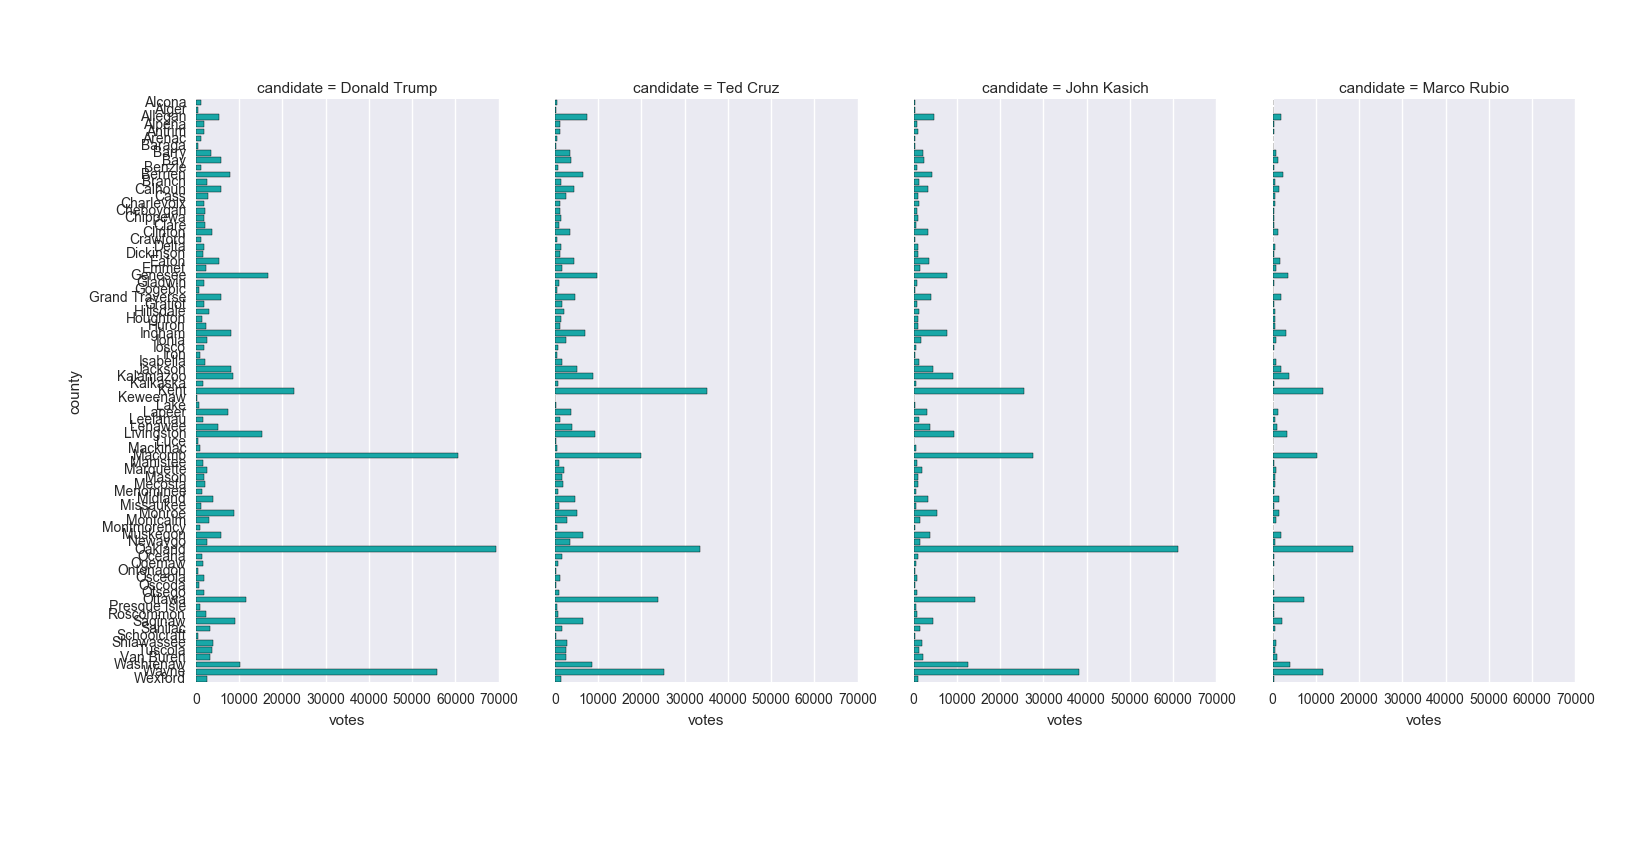 candidate = Donald Trump
candidate = Ted Cruz
candidate = John Kasich
candidate = Marco Rubio
county
Alcona
Alger
Allegan
Alpena
Antrim
Arenac
Baraga
Barry
Bay
Benzie
Berrien
Branch
Calhoun
Cass
Charlevoix
Cheboygan
Chippewa
Clare
Clinton
Crawford
Delta
Dickinson
Eaton
Emmet
Genesee
Gladwin
Gogebic
Grand Traverse
Gratiot
Hillsdale
Houghton
Huron
Ingham
Ionia
Iosco
Iron
Isabella
Jackson
Kalamazoo
Kalkaska
Kent
Keweenaw
Lake
Lapeer
Leelanau
Lenawee
Livingston
Luce
Mackinac
Macomb
Manistee
Marquette
Mason
Mecosta
Menominee
Midland
Missaukee
Monroe
Montcalm
Montmorency
Muskegon
Newaygo
Oakland
Oceana
Ogemaw
Ontonagon
Osceola
Oscoda
Otsego
Ottawa
Presque Isle
Roscommon
Saginaw
Sanilac
Schoolcraft
Shiawassee
Tuscola
Van Buren
Washtenaw
Wayne
Wexford
0 10000 20000 30000 40000 50000 60000 70000
votes
0 10000 20000 30000 40000 50000 60000 70000
votes
0 10000 20000 30000 40000 50000 60000 70000
votes
0 10000 20000 30000 40000 50000 60000 70000
votes